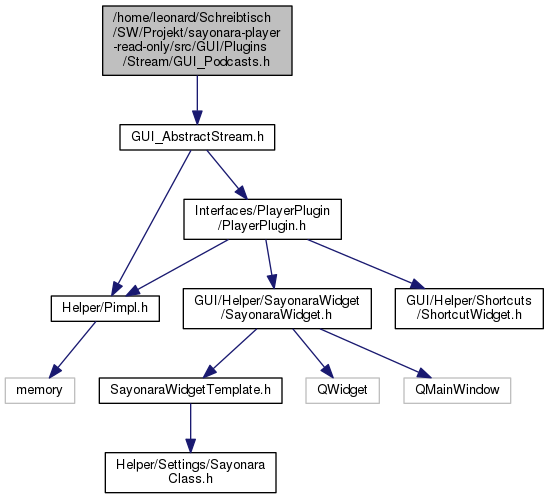 /home/leonard/Schreibtisch
/SW/Projekt/sayonara-player
-read-only/src/GUI/Plugins
/Stream/GUI_Podcasts.h
GUI_AbstractStream.h
Interfaces/PlayerPlugin
/PlayerPlugin.h
Helper/Pimpl.h
GUI/Helper/SayonaraWidget
/SayonaraWidget.h
GUI/Helper/Shortcuts
/ShortcutWidget.h
memory
SayonaraWidgetTemplate.h
QWidget
QMainWindow
Helper/Settings/Sayonara
Class.h